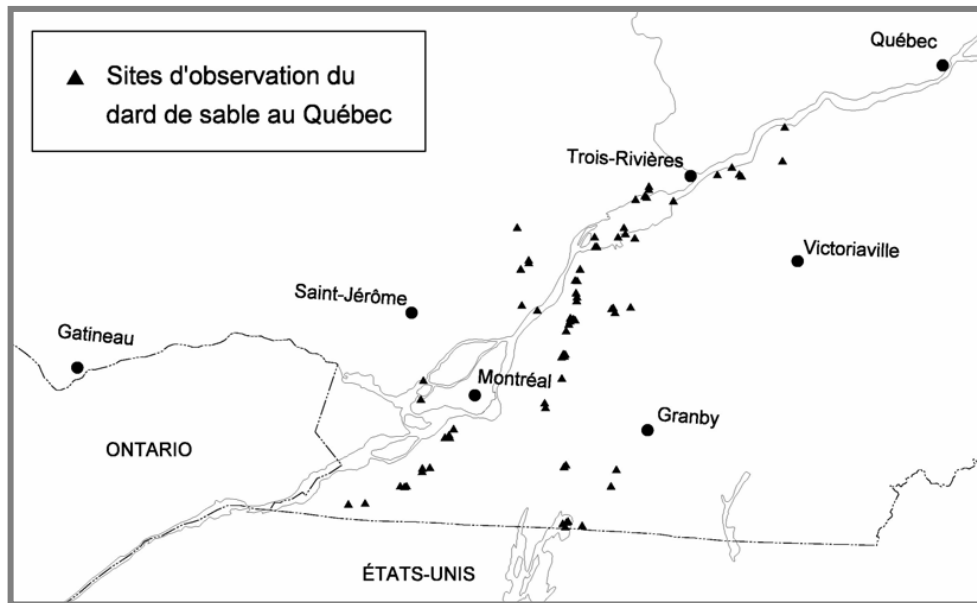 Sites d'observation du
dard de sable au Québec
Québec
Trois-Rivières
Victoriaville
Saint-Jérôme
Gatineau
Montréal
Granby
ONTARIO
ÉTATS-UNIS